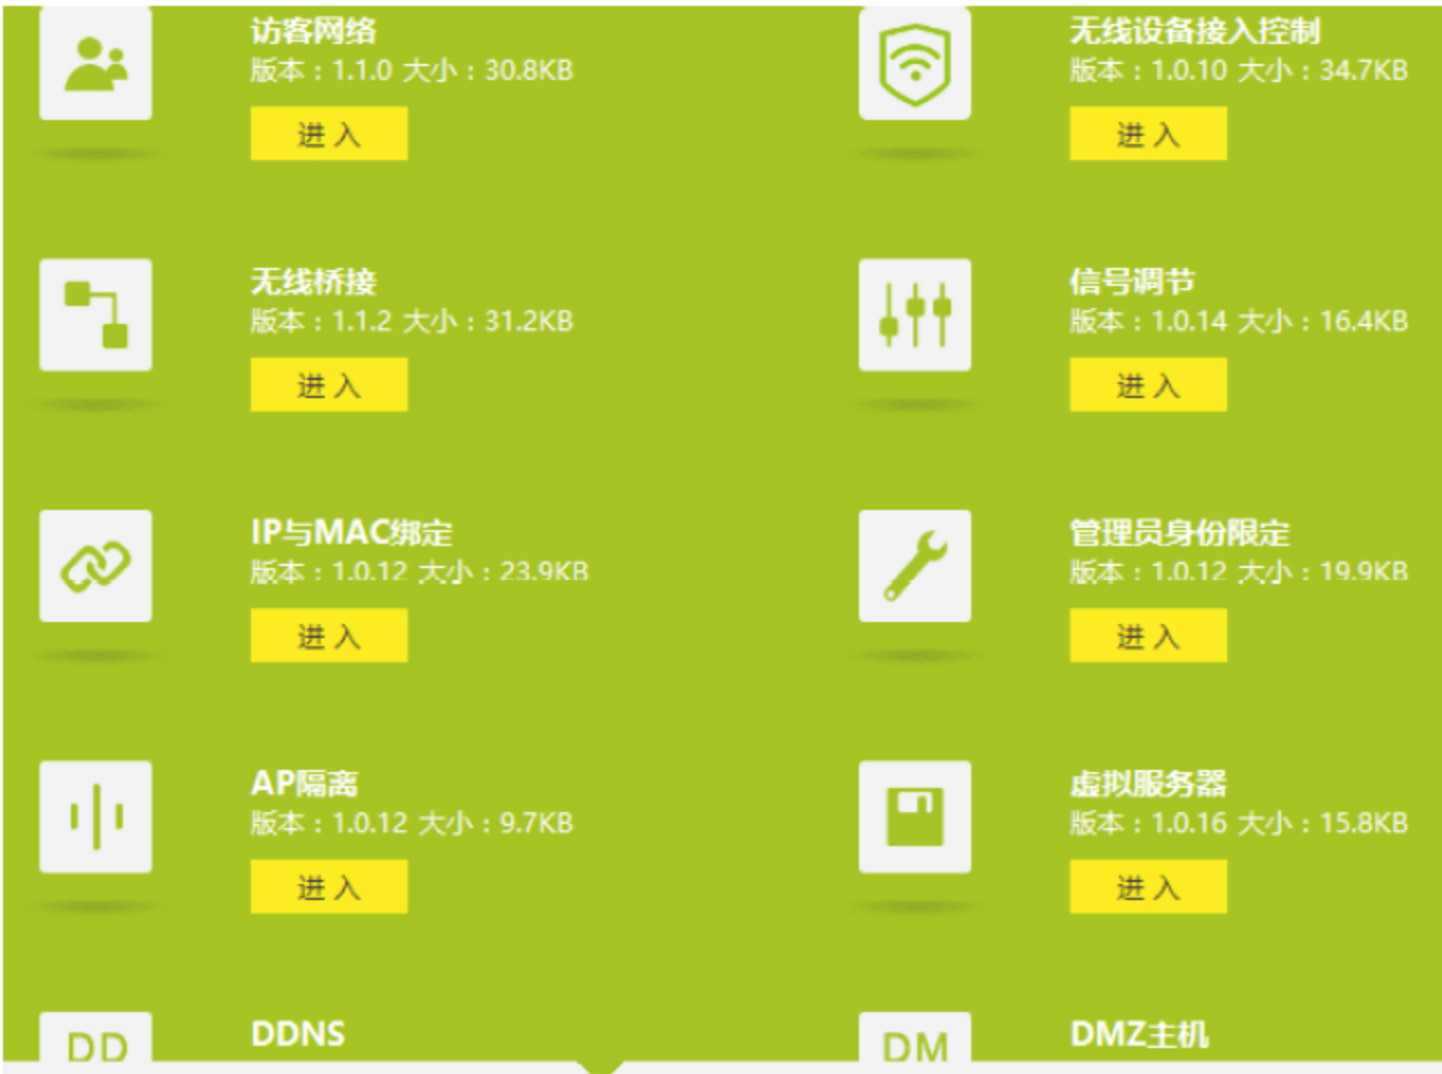 访客网络
版本：1.1.0 大小：30.8KB
进入
无线设备接入控制
版本：1.0.10 大小：34.7KB
进入
无线桥接
版本：1.1.2 大小：31.2KB
进入
信号调节
版本：1.0.14 大小：16.4KB
进入
IP与MAC绑定
版本：1.0.12 大小：23.9KB
进入
管理员身份限定
版本：1.0.12 大小：19.9KB
进入
AP隔离
版本：1.0.12 大小：9.7KB
进入
虚拟服务器
版本：1.0.16 大小：15.8KB
进入
DD
DDNS
DM
DMZ主机